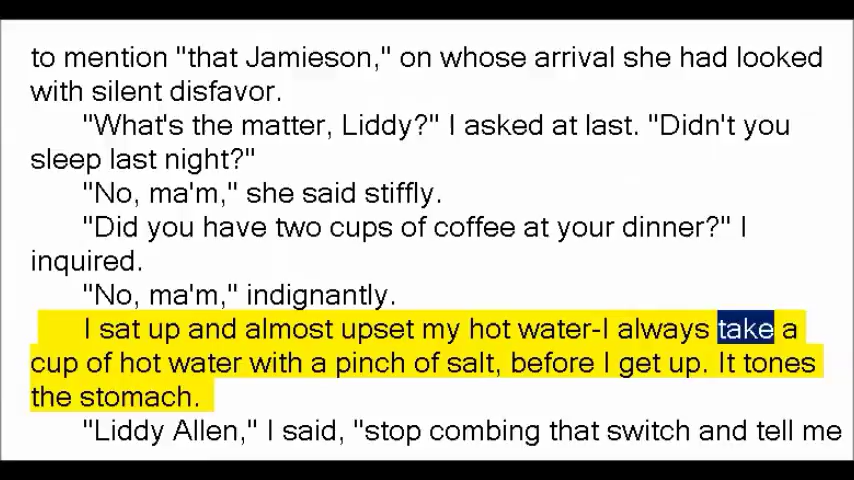 to mention "that Jamieson," on whose arrival she had looked
with silent disfavor.
"What's the matter, Liddy?" I asked at last. "Didn't you
sleep last night?"
"No, ma'm," she said stiffly.
"Did you have two cups of coffee at your dinner?" I
inquired.
"No, ma'm," indignantly.
I sat up and almost upset my hot water-I always take a
cup of hot water with a pinch of salt, before I get up. It tones
the stomach.
"Liddy Allen," I said, "stop combing that switch and tell me